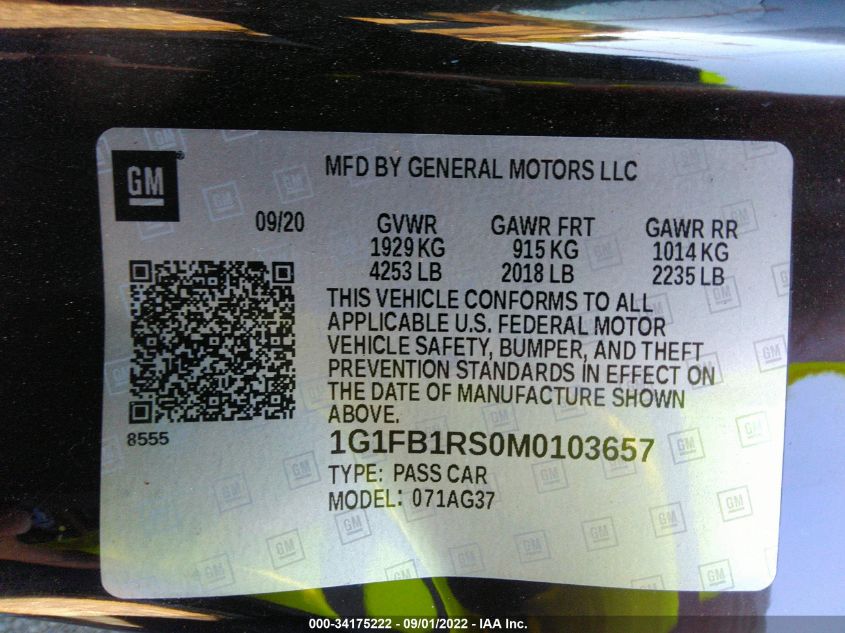 GM
MFD BY GENERAL MOTORS LLC
09/20 GVWR GAWR FRT GAWR RR
1929 KG 915 KG 1014 KG
4253 LB 2018 LB 2235 LB
THIS VEHICLE CONFORMS TO ALL
APPLICABLE U.S. FEDERAL MOTOR
VEHICLE SAFETY, BUMPER, AND THEFT
PREVENTION STANDARDS IN EFFECT ON
THE DATE OF MANUFACTURE SHOWN
ABOVE.
8555
1G1FB1RS0M0103657
TYPE: PASS CAR
MODEL: 071AG37
000-34175222 - 09/01/2022 - © IAA Inc.